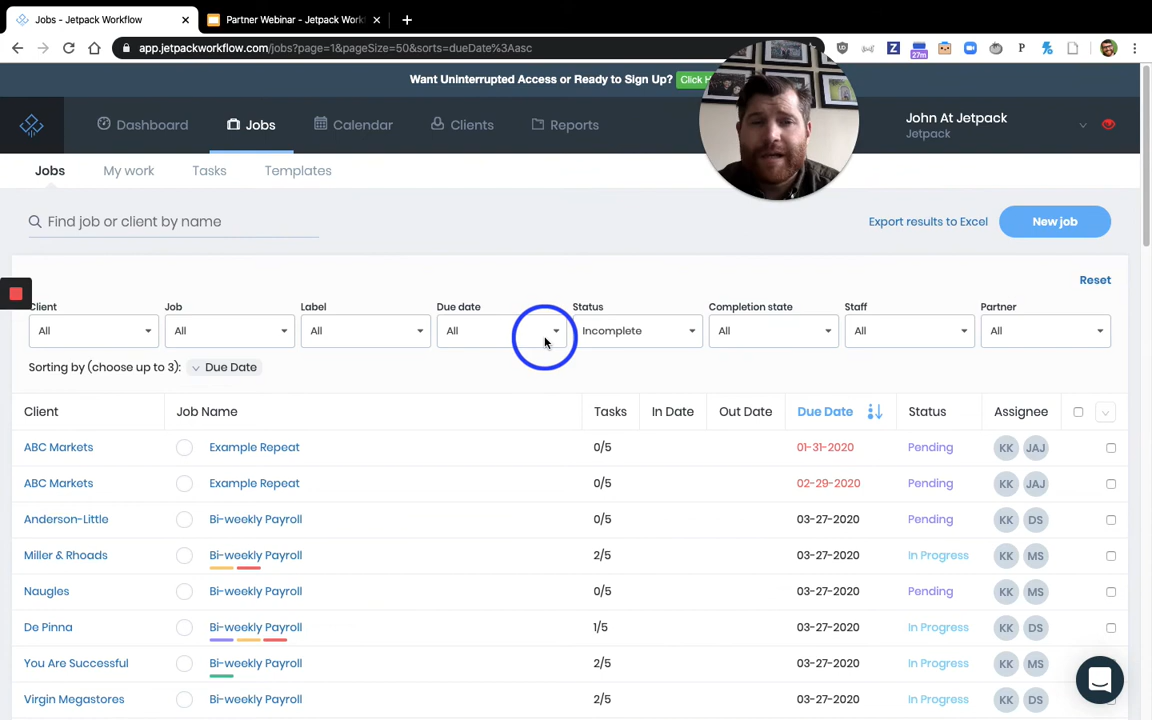 Jobs - Jetpack Workflow
Partner Webinar - Jetpack Work
app.jetpackworkflow.com/jobs?page=1&pageSize=50&sorts=dueDate%3Aasc
27m
Want Uninterrupted Access or Ready to Sign Up? Click H
Dashboard Jobs Calendar Clients Reports
John At Jetpack
Jetpack
Jobs My work Tasks Templates
Find job or client by name
Export results to Excel New job
Reset
Client Job Label Due date Status Completion state Staff Partner
All All All All Incomplete All All All
Sorting by (choose up to 3): Due Date
Client Job Name Tasks In Date Out Date Due Date Status Assignee
ABC Markets Example Repeat 0/5 01-31-2020 Pending KK JAJ
ABC Markets Example Repeat 0/5 02-29-2020 Pending KK JAJ
Anderson-Little Bi-weekly Payroll 0/5 03-27-2020 Pending KK DS
Miller & Rhoads Bi-weekly Payroll 2/5 03-27-2020 In Progress KK MS
Naugles Bi-weekly Payroll 0/5 03-27-2020 Pending KK MS
De Pinna Bi-weekly Payroll 1/5 03-27-2020 In Progress KK DS
You Are Successful Bi-weekly Payroll 2/5 03-27-2020 In Progress KK MS
Virgin Megastores Bi-weekly Payroll 2/5 03-27-2020 In Progress KK DS